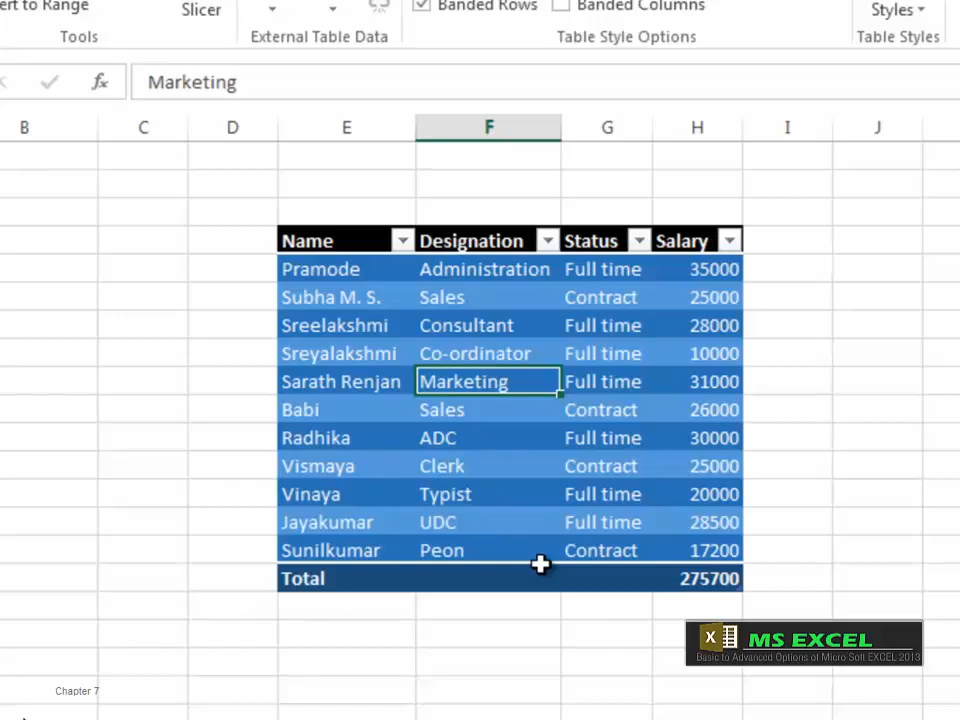 ert to Range
Slicer
Banded Rows
Banded Columns
Styles
Tools
External Table Data
Table Style Options
Table Styles
fx
Marketing
B C D E F G H I J
Name Designation Status Salary
Pramode Administration Full time 35000
Subha M. S. Sales Contract 25000
Sreelakshmi Consultant Full time 28000
Sreyalakshmi Co-ordinator Full time 10000
Sarath Renjan Marketing Full time 31000
Babi Sales Contract 26000
Radhika ADC Full time 30000
Vismaya Clerk Contract 25000
Vinaya Typist Full time 20000
Jayakumar UDC Full time 28500
Sunilkumar Peon Contract 17200
Total 275700
X MS EXCEL
Basic to Advanced Options of Micro Soft EXCEL 2013
Chapter 7